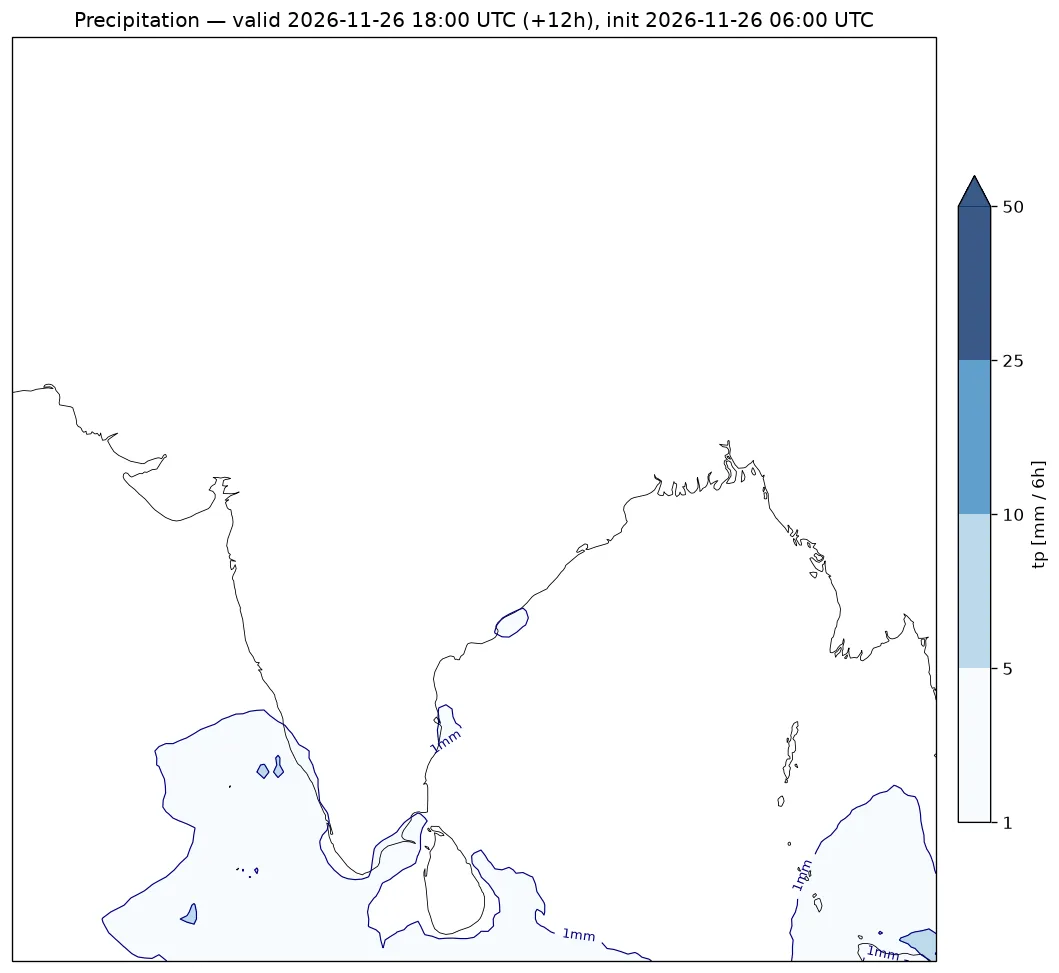 Precipitation — valid 2026-11-26 18:00 UTC (+12h), init 2026-11-26 06:00 UTC
50
25
10
5
1
tp [mm / 6h]
1mm
1mm
1mm
1mm